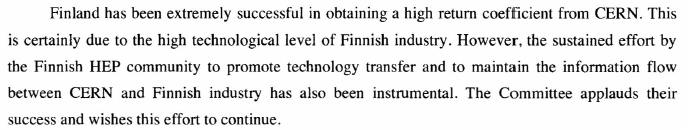 Finland has been extremely successful in obtaining a high return coefficient from CERN. This
is certainly due to the high technological level of Finnish industry. However, the sustained effort by
the Finnish HEP community to promote technology transfer and to maintain the information flow
between CERN and Finnish industry has also been instrumental. The Committee applauds their
success and wishes this effort to continue.